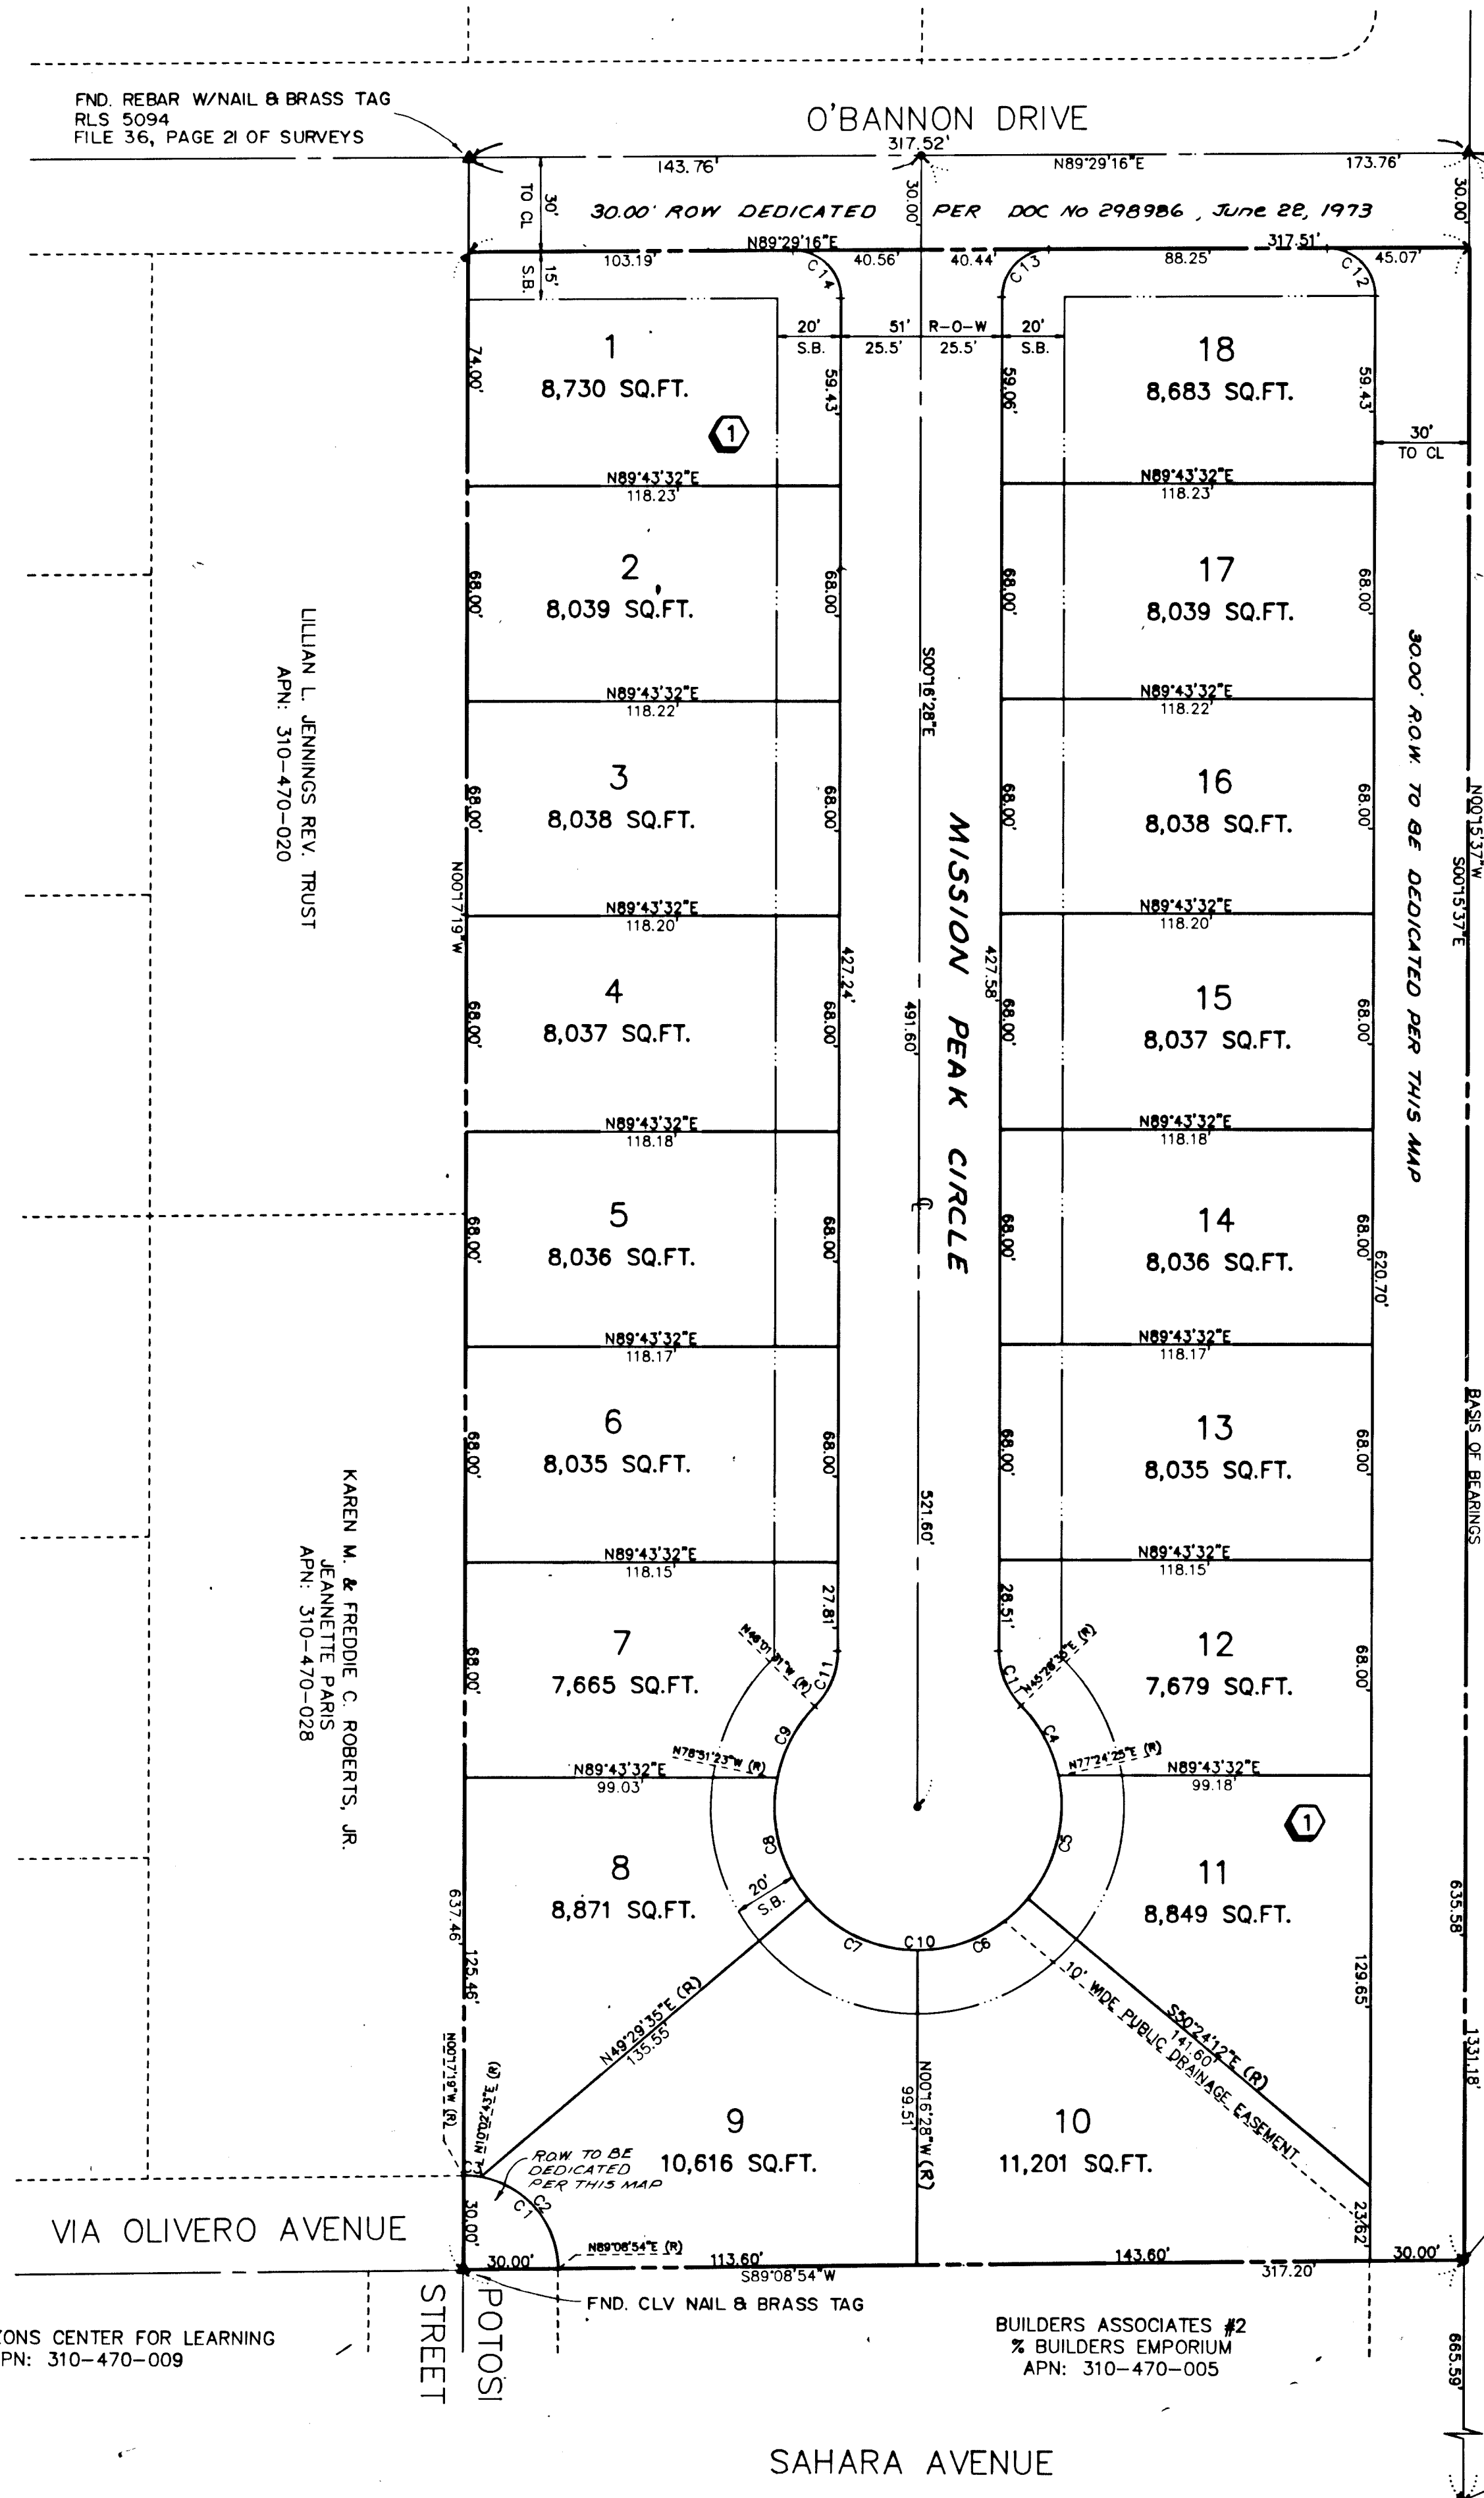 FND. REBAR W/NAIL & BRASS TAG
RLS 5094
FILE 36, PAGE 21 OF SURVEYS
O'BANNON DRIVE
317.52'
143.76'
N89°29'16"E
173.76'
30'
TO CL
30.00'
30.00'
30.00' ROW DEDICATED PER DOC No 298986, June 22, 1973
N89°29'16"E
317.51'
103.19'
C14
40.56'
40.44'
C13
88.25'
C12
45.07'
15'
S.B.
20'
S.B.
51' R-O-W
25.5'
25.5'
20'
S.B.
1
8,730 SQ.FT.
74.00'
59.43'
1
59.06'
18
8,683 SQ.FT.
59.43'
30'
TO CL
N89°43'32"E
118.23'
N89°43'32"E
118.23'
2
8,039 SQ.FT.
68.00'
68.00'
68.00'
17
8,039 SQ.FT.
68.00'
S00°16'28"E
N89°43'32"E
118.22'
N89°43'32"E
118.22'
LILLIAN L. JENNINGS REV. TRUST
APN: 310-470-020
3
8,038 SQ.FT.
68.00'
68.00'
68.00'
16
8,038 SQ.FT.
68.00'
30.00' R.O.W. TO BE DEDICATED PER THIS MAP
N00°15'37"W
S00°15'37"E
N00°17'19"W
N89°43'32"E
118.20'
N89°43'32"E
118.20'
MISSION PEAK CIRCLE
427.24'
427.58'
491.60'
4
8,037 SQ.FT.
68.00'
68.00'
68.00'
15
8,037 SQ.FT.
68.00'
N89°43'32"E
118.18'
N89°43'32"E
118.18'
5
8,036 SQ.FT.
68.00'
68.00'
68.00'
14
8,036 SQ.FT.
68.00'
620.70'
N89°43'32"E
118.17'
N89°43'32"E
118.17'
BASIS OF BEARINGS
6
8,035 SQ.FT.
68.00'
68.00'
521.60'
68.00'
13
8,035 SQ.FT.
68.00'
N89°43'32"E
118.15'
N89°43'32"E
118.15'
KAREN M. & FREDDIE C. ROBERTS, JR.
JEANNETTE PARIS
APN: 310-470-028
7
7,665 SQ.FT.
68.00'
27.81'
C11
C9
28.51'
C4
12
7,679 SQ.FT.
68.00'
N78°51'23"W (R)
N77°24'25"E (R)
N89°43'32"E
99.03'
N89°43'32"E
99.18'
1
8
8,871 SQ.FT.
C8
20'
S.B.
C7
C10
C6
C5
11
8,849 SQ.FT.
637.46'
125.46'
129.65'
635.58'
1331.18'
N49°29'35"E (R)
135.55'
N00°16'28"W (R)
99.51'
S50°24'12"E (R)
141.60'
10' WIDE PUBLIC DRAINAGE EASEMENT
N00°17'19"W (R)
N10°02'43"E (R)
9
10,616 SQ.FT.
10
11,201 SQ.FT.
R.O.W. TO BE
DEDICATED
PER THIS MAP
C2
C1
23.62'
VIA OLIVERO AVENUE
30.00'
30.00'
N89°08'54"E (R)
113.60'
S89°08'54"W
143.60'
317.20'
30.00'
FND. CLV NAIL & BRASS TAG
POTOSI
STREET
ONS CENTER FOR LEARNING
PN: 310-470-009
BUILDERS ASSOCIATES #2
% BUILDERS EMPORIUM
APN: 310-470-005
665.59'
SAHARA AVENUE